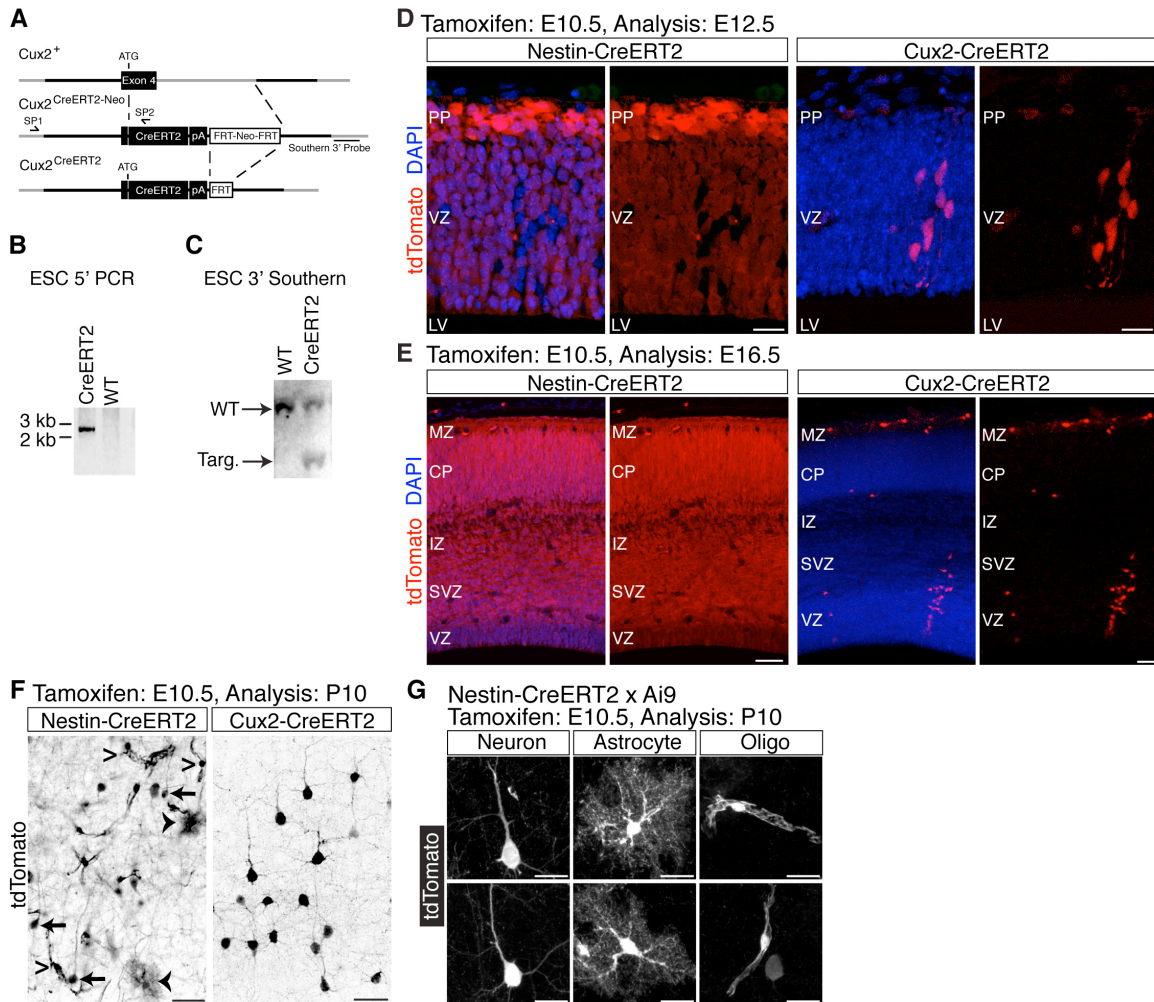 A
Cux2+
ATG
Exon 4
Cux2CreERT2-Neo
SP1
SP2
CreERT2 pA FRT-Neo-FRT
Southern 3' Probe
Cux2CreERT2
ATG
CreERT2 pA FRT
B
ESC 5' PCR
CreERT2
WT
3 kb
2 kb
C
ESC 3' Southern
WT
CreERT2
WT
Targ.
D Tamoxifen: E10.5, Analysis: E12.5
Nestin-CreERT2 Cux2-CreERT2
tdTomato DAPI
PP PP PP PP
VZ VZ VZ VZ
LV LV LV LV
E Tamoxifen: E10.5, Analysis: E16.5
Nestin-CreERT2 Cux2-CreERT2
tdTomato DAPI
MZ MZ MZ MZ
CP CP CP CP
IZ IZ IZ IZ
SVZ SVZ SVZ SVZ
VZ VZ VZ VZ
F Tamoxifen: E10.5, Analysis: P10
Nestin-CreERT2 Cux2-CreERT2
tdTomato
G Nestin-CreERT2 x Ai9
Tamoxifen: E10.5, Analysis: P10
Neuron Astrocyte Oligo
tdTomato